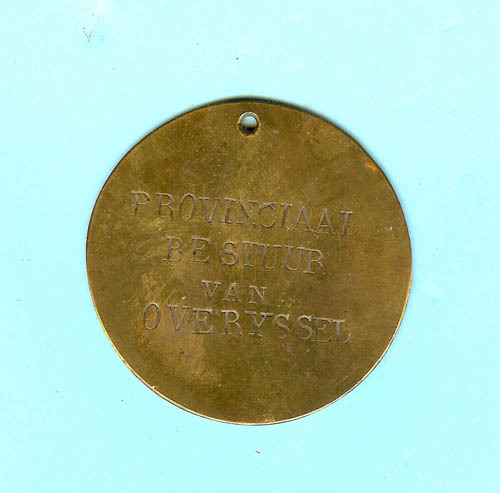 PROVINCIAAL
BESTUUR
VAN
OVERYSSEL